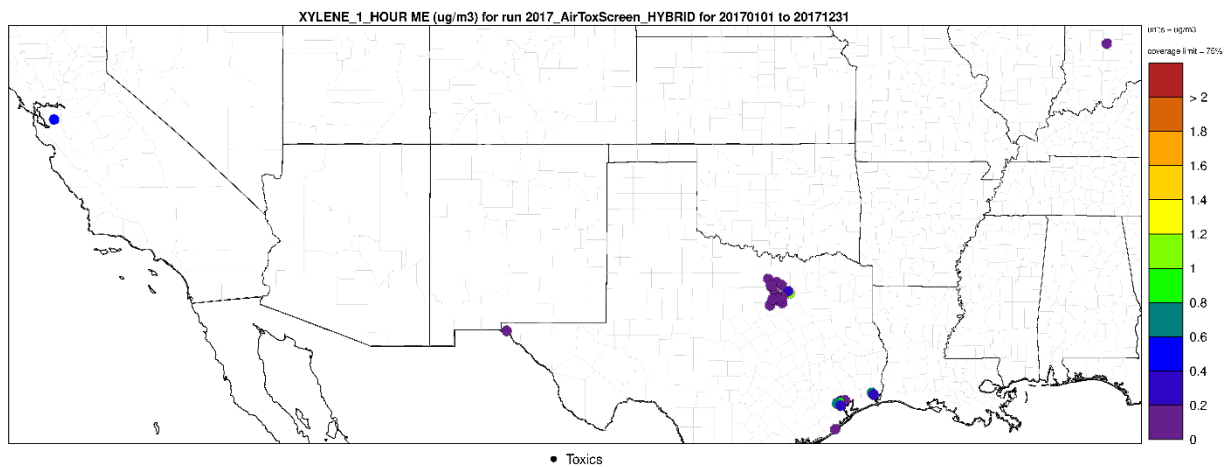 XYLENE_1_HOUR ME (ug/m3) for run 2017_AirToxScreen_HYBRID for 20170101 to 20171231
units = ug/m3
coverage limit = 75%
> 2
1.8
1.6
1.4
1.2
1
0.8
0.6
0.4
0.2
0
Toxics